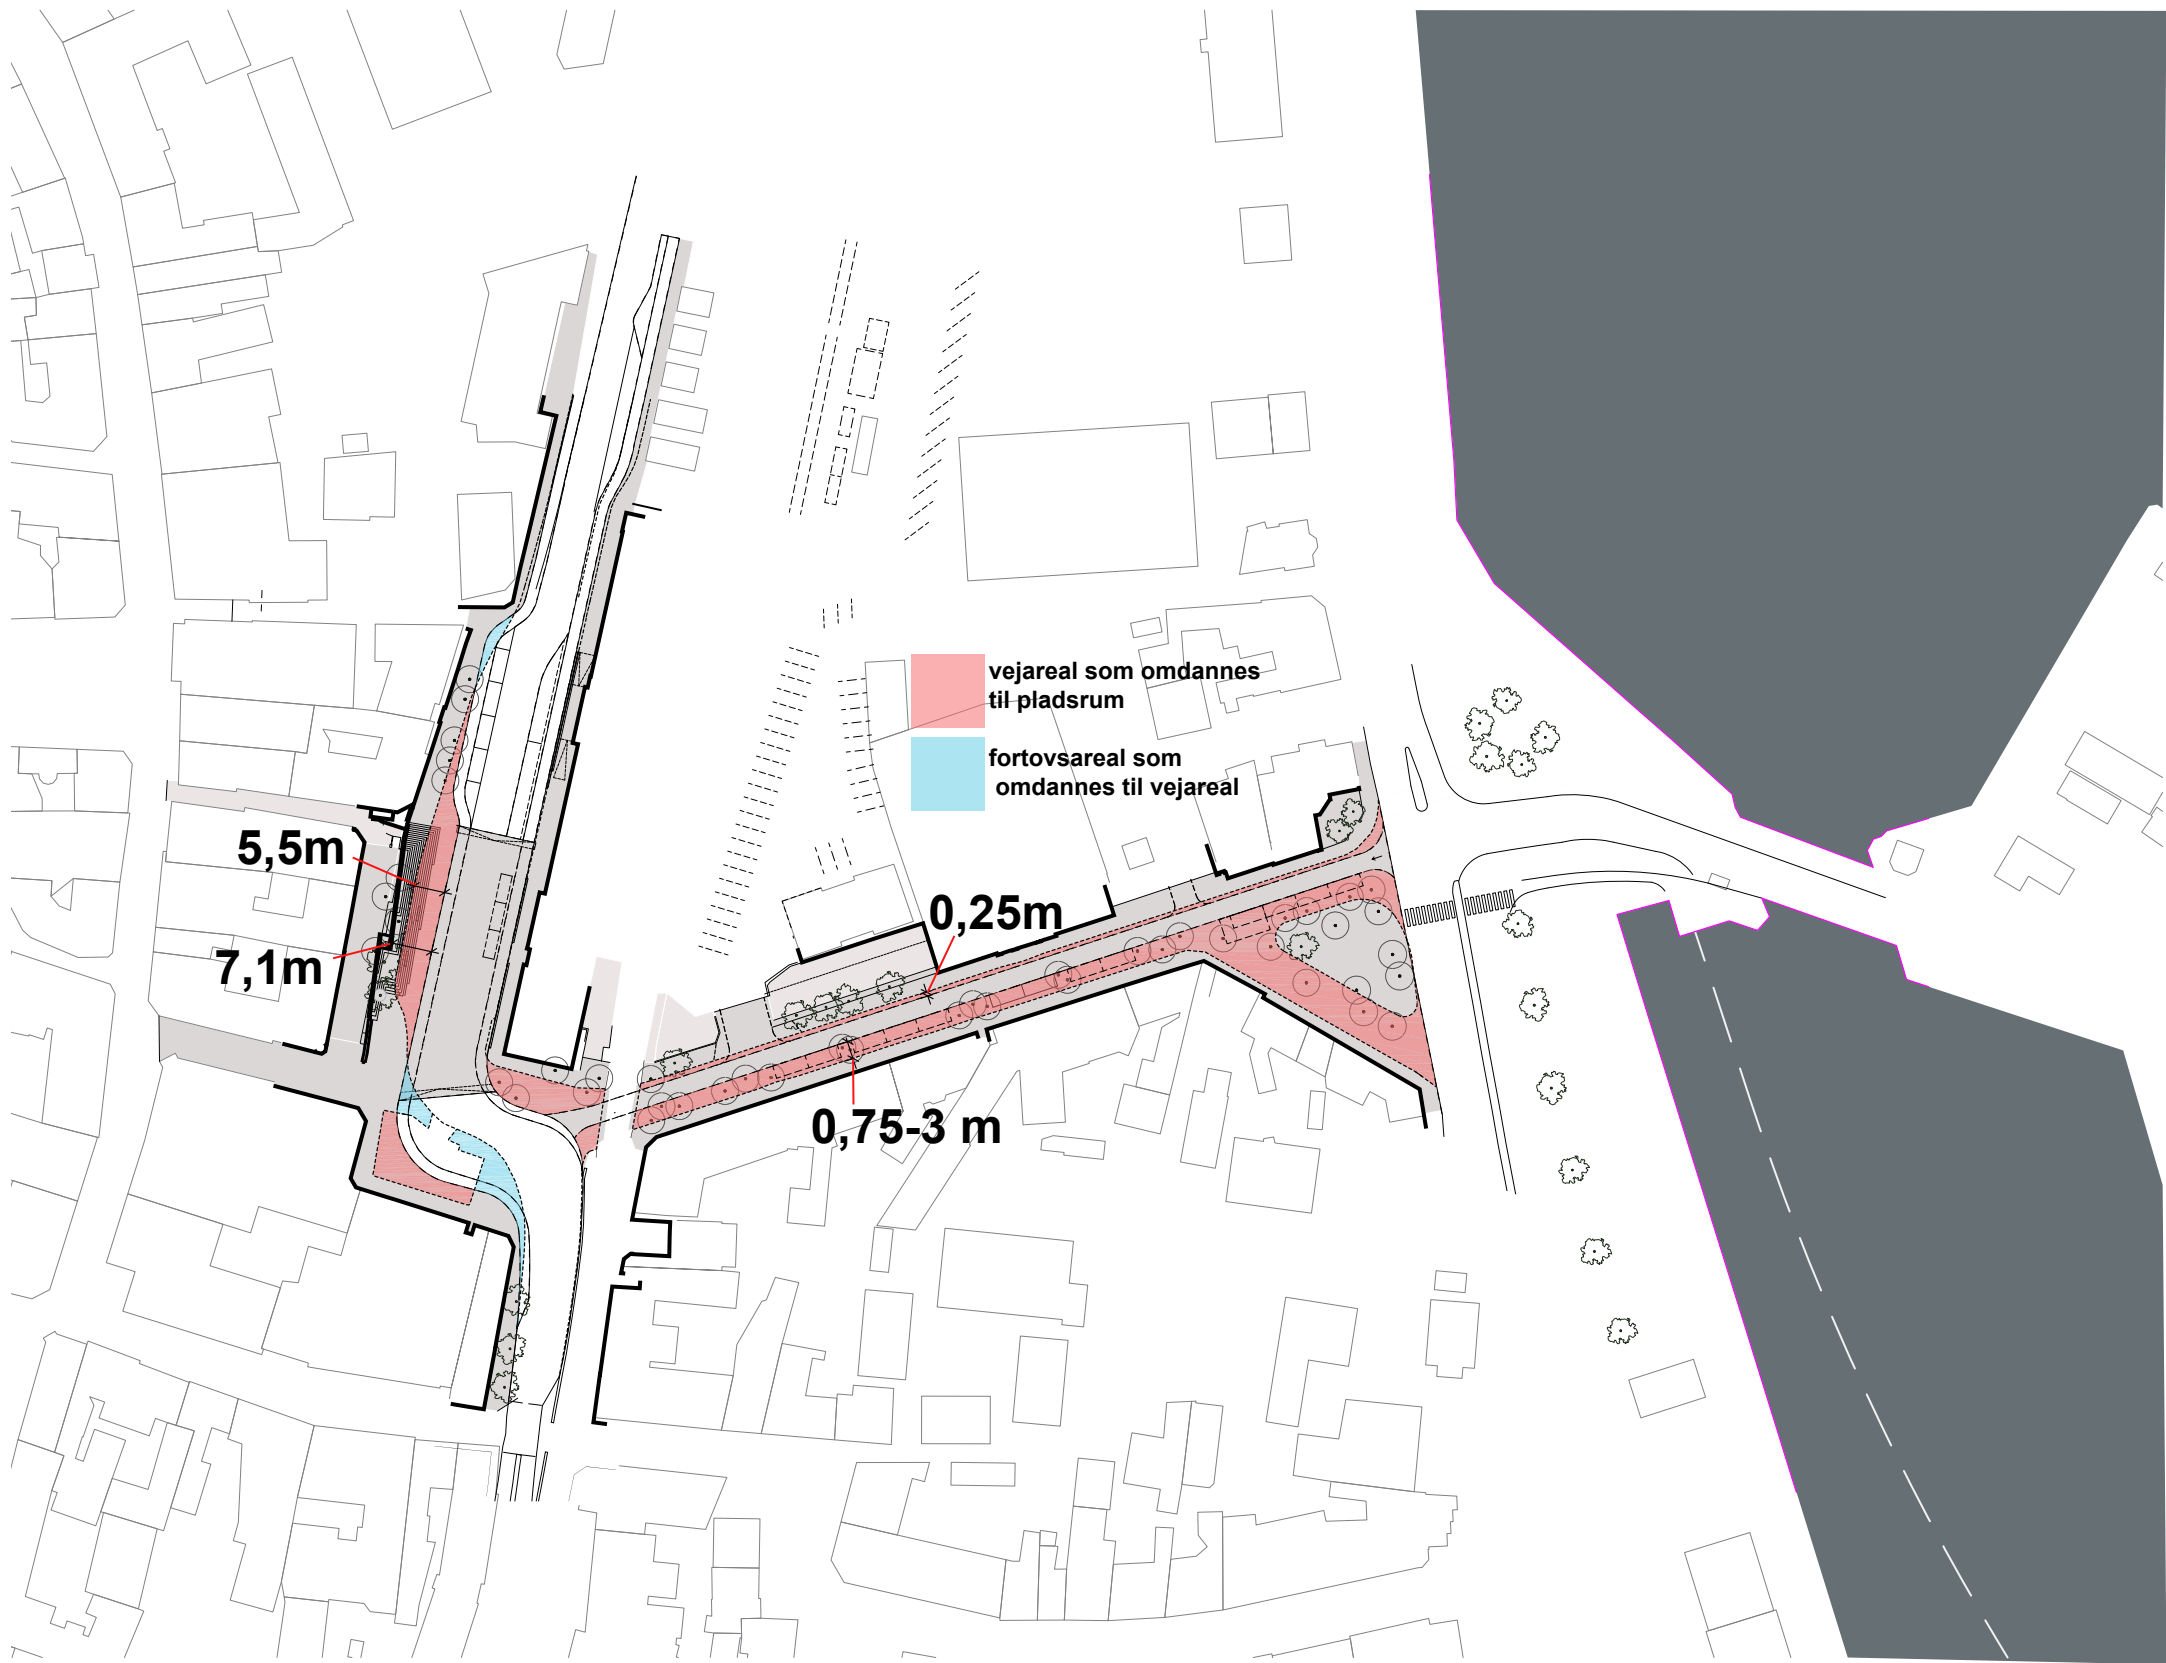 vejareal som omdannes
til pladsrum
fortovsareal som
omdannes til vejareal
5,5m
0,25m
7,1m
0,75-3 m